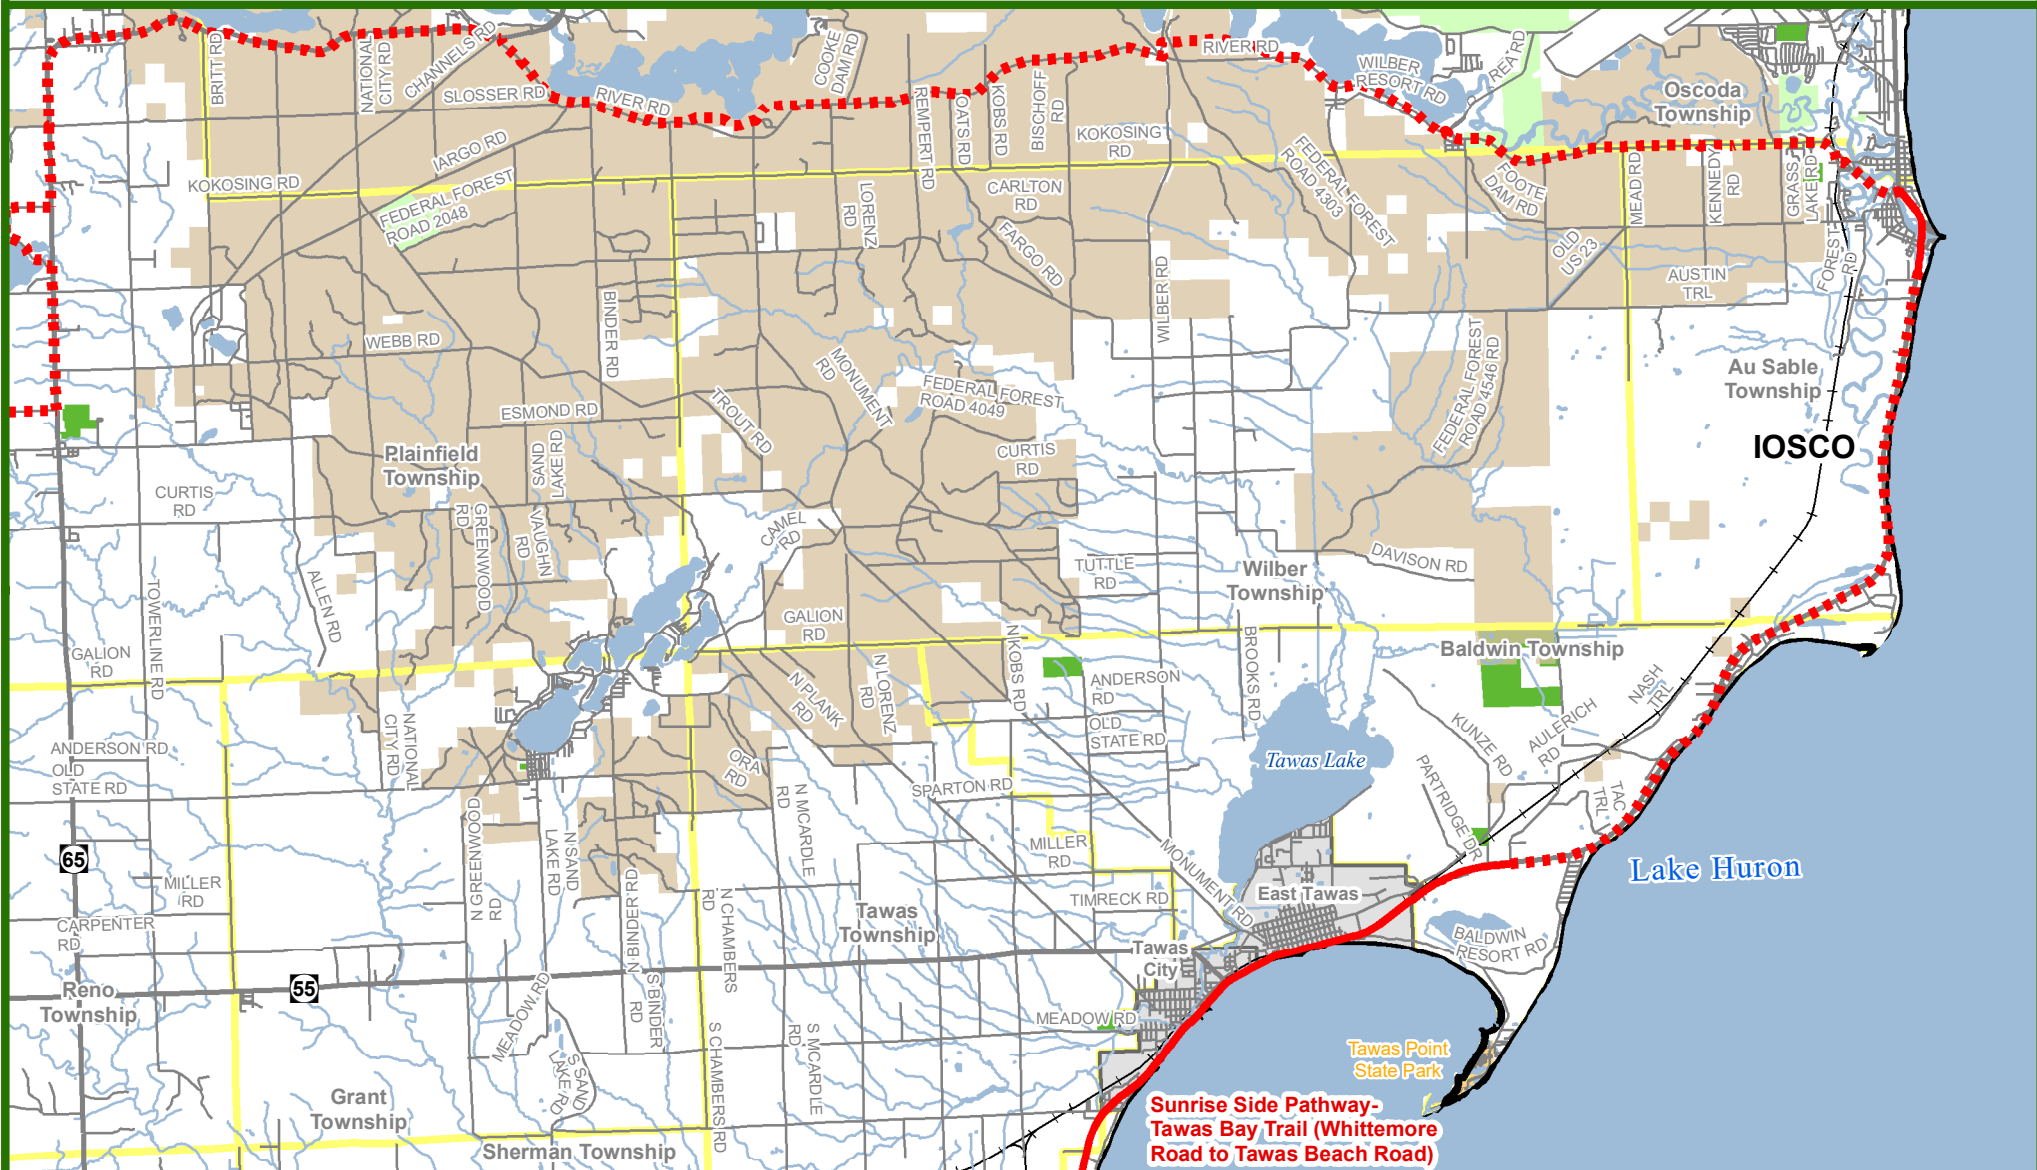 BRITT RD
NATIONAL
CITY RD
CHANNELS RD
SLOSSER RD
RIVER RD
COOKE
DAM RD
REMPERT RD
OATS RD
KOBS RD
BISCHOFF
RD
KOKOSING
RD
RIVER RD
WILBER
RESORT RD
REA RD
Oscoda
Township
IARGO RD
KOKOSING RD
FEDERAL FOREST
ROAD 2048
LORENZ
RD
CARLTON
RD
FARGO RD
WILBER RD
FEDERAL FOREST
ROAD 4303
FOOTE
DAM RD
OLD
US 23
MEAD RD
KENNEDY
RD
GRASS
LAKE RD
FOREST
RD
AUSTIN
TRL
WEBB RD
BINDER RD
MONUMENT
RD
FEDERAL FOREST
ROAD 4049
FEDERAL FOREST
ROAD 4546 RD
Au Sable
Township
IOSCO
ESMOND RD
TROUT RD
Plainfield
Township
SAND
LAKE RD
CURTIS
RD
CURTIS
RD
GREENWOOD
RD
VAUGHN
RD
CAMEL
RD
TUTTLE
RD
Wilber
Township
DAVISON RD
TOWERLINE RD
ALLEN RD
GALION
RD
GALION
RD
N KOBS RD
BROOKS RD
Baldwin Township
ANDERSON
RD
OLD
STATE RD
N PLANK
RD
N LORENZ
RD
NATIONAL
CITY RD
ANDERSON RD
OLD
STATE RD
ORA
RD
SPARTON RD
Tawas Lake
KUNZE RD
AULERICH
RD
NASH
TRL
PARTRIDGE DR
TAC
TRL
65
N GREENWOOD
RD
N SAND
LAKE RD
N MCARDLE
RD
MILLER
RD
MONUMENT RD
Lake Huron
MILLER
RD
N BINDER RD
N CHAMBERS
RD
TIMRECK RD
East Tawas
CARPENTER
RD
Tawas
Township
Tawas
City
BALDWIN
RESORT RD
55
Reno
Township
MEADOW RD
S BINDER
RD
MEADOW RD
S SAND
LAKE RD
S CHAMBERS RD
S MCARDLE
RD
Tawas Point
State Park
Grant
Township
Sherman Township
Sunrise Side Pathway-
Tawas Bay Trail (Whittemore
Road to Tawas Beach Road)